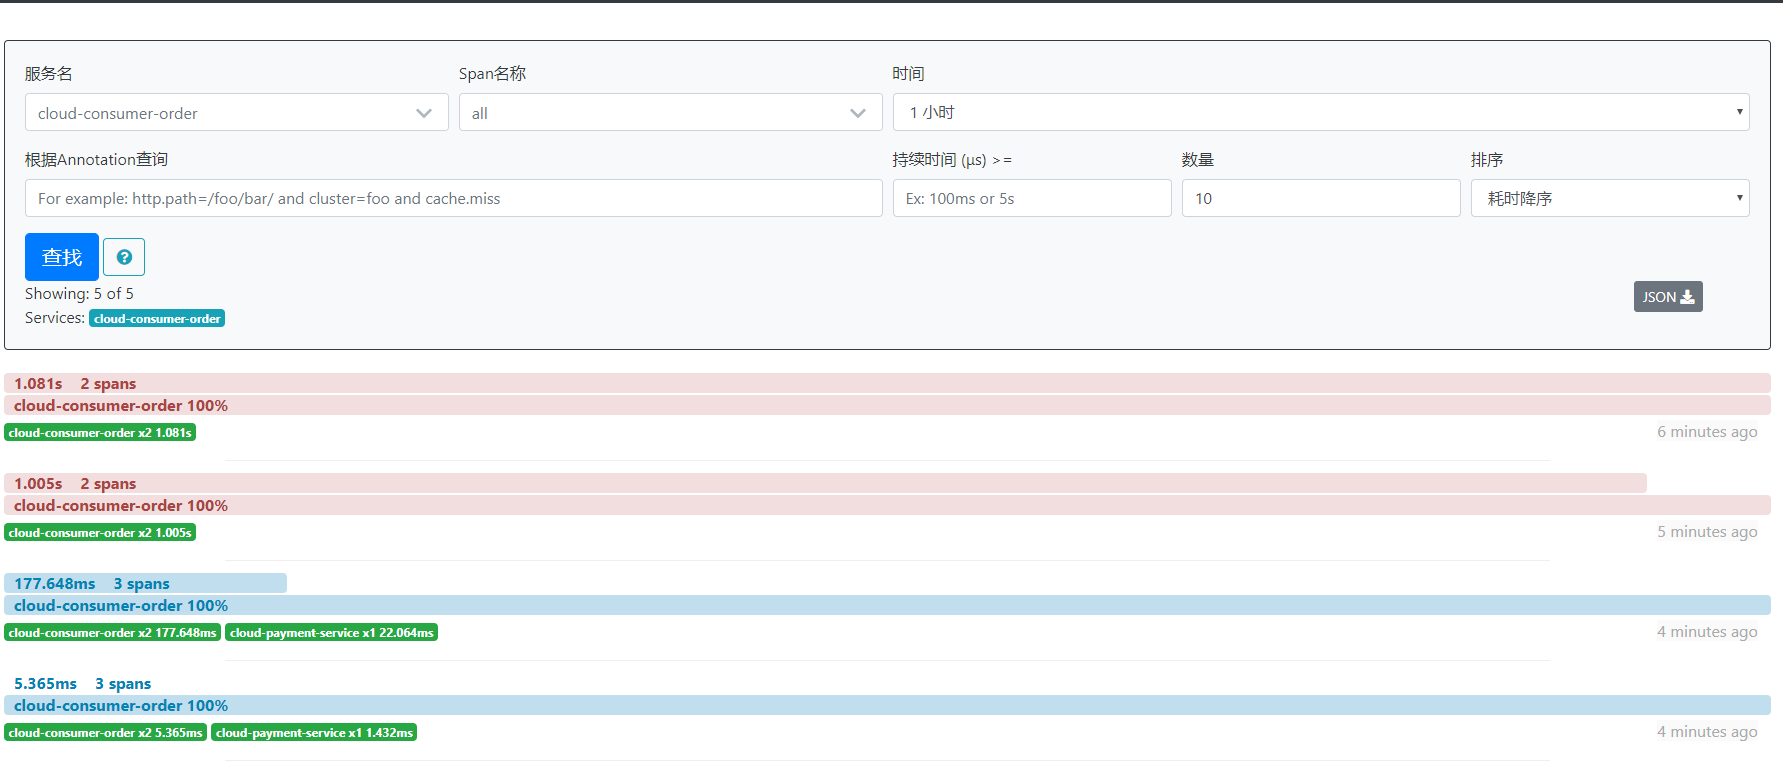 服务名 Span名称 时间
cloud-consumer-order all 1 小时
根据Annotation查询 持续时间 (μs) >= 数量 排序
For example: http.path=/foo/bar/ and cluster=foo and cache.miss Ex: 100ms or 5s 10 耗时降序
查找
Showing: 5 of 5
JSON
Services: cloud-consumer-order
1.081s 2 spans
cloud-consumer-order 100%
cloud-consumer-order x2 1.081s 6 minutes ago
1.005s 2 spans
cloud-consumer-order 100%
cloud-consumer-order x2 1.005s 5 minutes ago
177.648ms 3 spans
cloud-consumer-order 100%
cloud-consumer-order x2 177.648ms cloud-payment-service x1 22.064ms 4 minutes ago
5.365ms 3 spans
cloud-consumer-order 100%
cloud-consumer-order x2 5.365ms cloud-payment-service x1 1.432ms 4 minutes ago